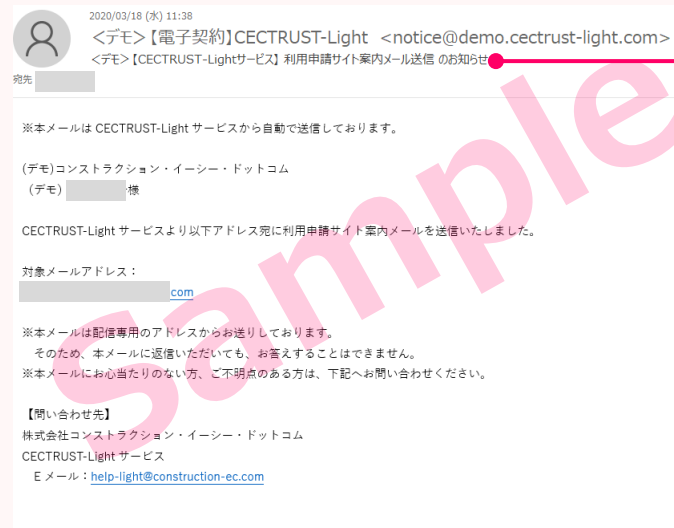 2020/03/18 (水) 11:38
<デモ>【電子契約】CECTRUST-Light <notice@demo.cectrust-light.com>
<デモ>【CECTRUST-Lightサービス】 利用申請サイト案内メール送信 のお知らせ
宛先
※本メールは CECTRUST-Light サービスから自動で送信しております。
(デモ)コンストラクション・イーシー・ドットコム
(デモ) 様
CECTRUST-Light サービスより以下アドレス宛に利用申請サイト案内メールを送信いたしました。
対象メールアドレス：
com
※本メールは配信専用のアドレスからお送りしております。
そのため、本メールに返信いただいても、お答えすることはできません。
※本メールにお心当たりのない方、ご不明点のある方は、下記へお問い合わせください。
【問い合わせ先】
株式会社コンストラクション・イーシー・ドットコム
CECTRUST-Light サービス
E メール：help-light@construction-ec.com
Sample